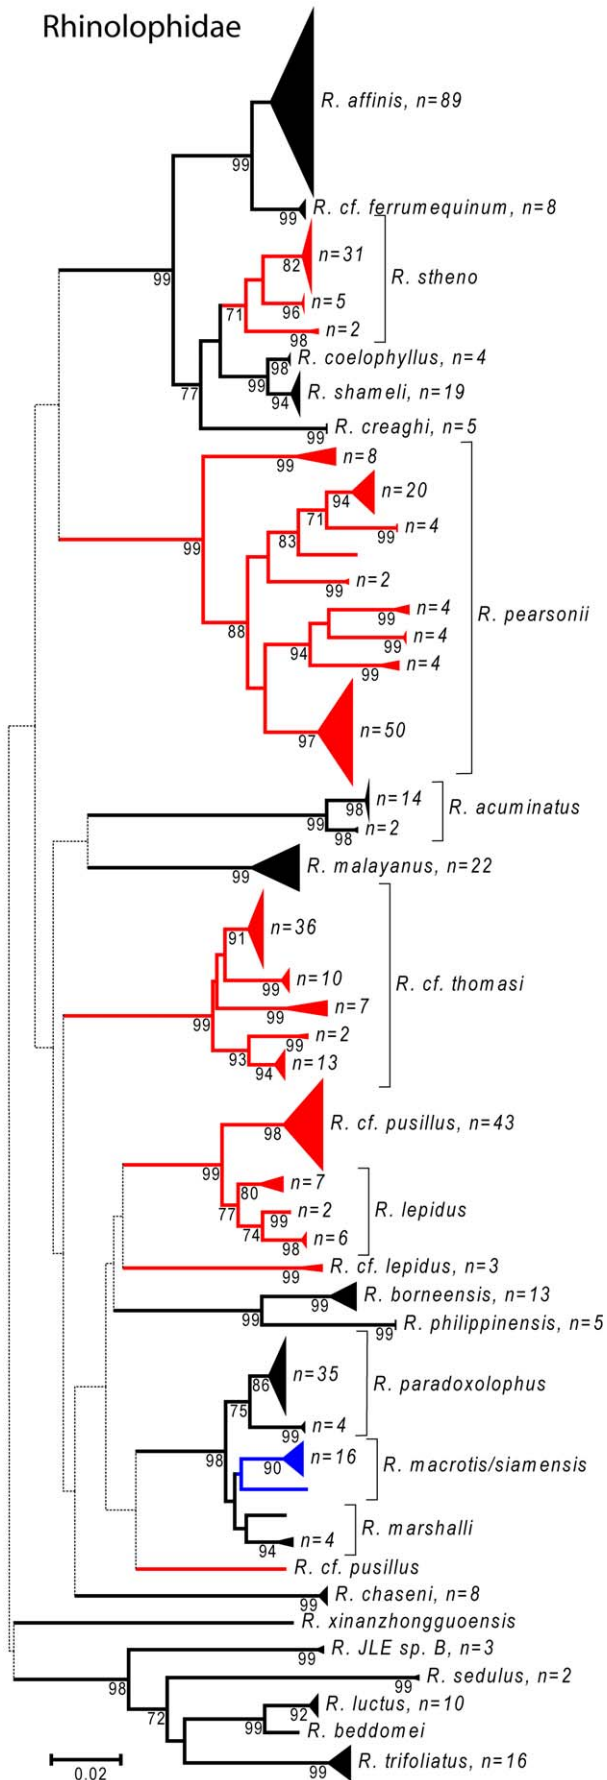 Rhinolophidae
R. affinis, n=89
99
99
R. cf. ferrumequinum, n=8
82
n=31
R. stheno
99
71
96
n=5
98
n=2
98
R. coelophyllus, n=4
99
77
94
R. shameli, n=19
99
R. creaghi, n=5
99
n=8
94
n=20
71
99
n=4
99
83
99
n=2
99
n=4
R. pearsonii
88
94
99
n=4
99
n=4
97
n=50
98
n=14
R. acuminatus
99
98
n=2
99
R. malayanus, n=22
91
n=36
99
n=10
R. cf. thomasi
99
99
n=7
99
n=2
93
94
n=13
98
R. cf. pusillus, n=43
99
80
n=7
77
99
n=2
R. lepidus
74
98
n=6
99
R. cf. lepidus, n=3
99
R. borneensis, n=13
99
99
R. philippinensis, n=5
86
n=35
R. paradoxolophus
75
99
n=4
98
90
n=16
R. macrotis/siamensis
R. marshalli
94
n=4
R. cf. pusillus
99
R. chaseni, n=8
R. xinanzhongguoensis
99
R. JLE sp. B, n=3
98
99
R. sedulus, n=2
72
92
R. luctus, n=10
99
R. beddomei
99
R. trifoliatus, n=16
0.02